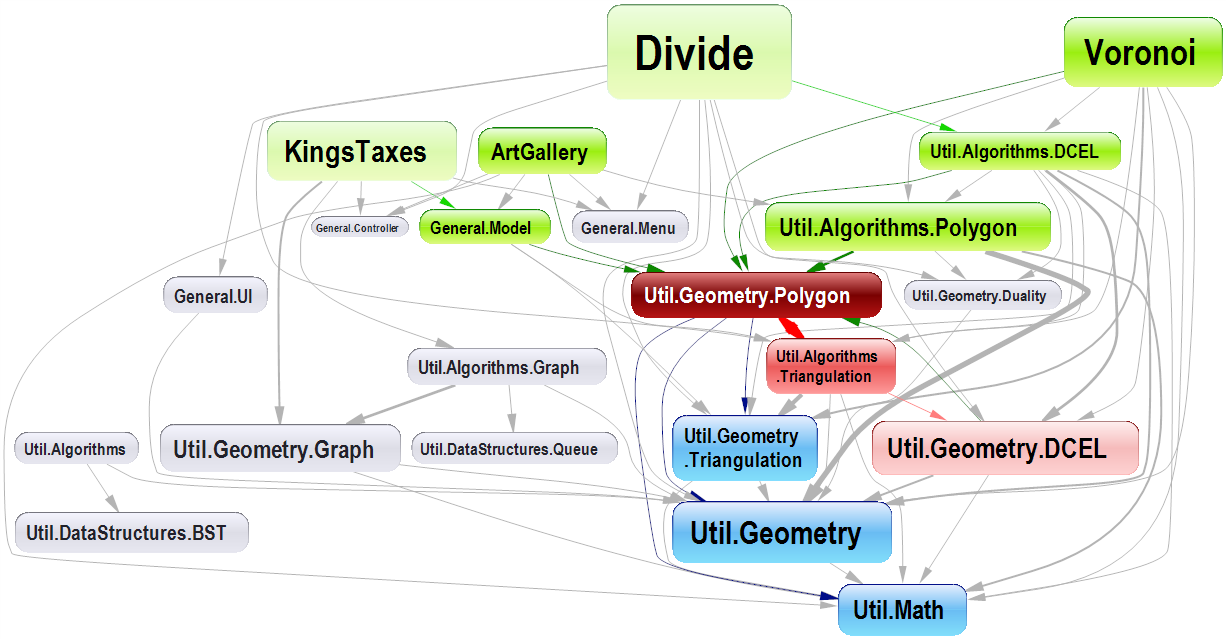 Divide
Voronoi
KingsTaxes
ArtGallery
Util.Algorithms.DCEL
General.Controller
General.Model
General.Menu
Util.Algorithms.Polygon
General.UI
Util.Geometry.Polygon
Util.Geometry.Duality
Util.Algorithms.Graph
Util.Algorithms
.Triangulation
Util.Algorithms
Util.Geometry.Graph
Util.DataStructures.Queue
Util.Geometry
.Triangulation
Util.Geometry.DCEL
Util.DataStructures.BST
Util.Geometry
Util.Math